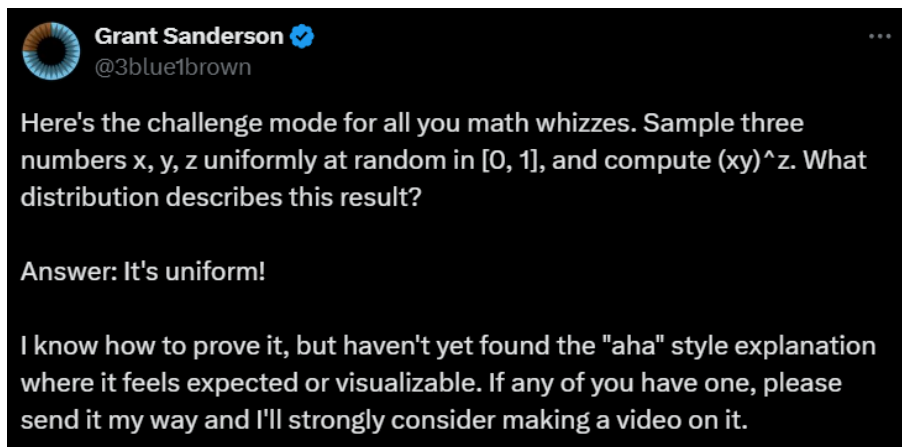 Grant Sanderson
@3blue1brown
Here's the challenge mode for all you math whizzes. Sample three
numbers x, y, z uniformly at random in [0, 1], and compute (xy)^z. What
distribution describes this result?
Answer: It's uniform!
I know how to prove it, but haven't yet found the "aha" style explanation
where it feels expected or visualizable. If any of you have one, please
send it my way and I'll strongly consider making a video on it.